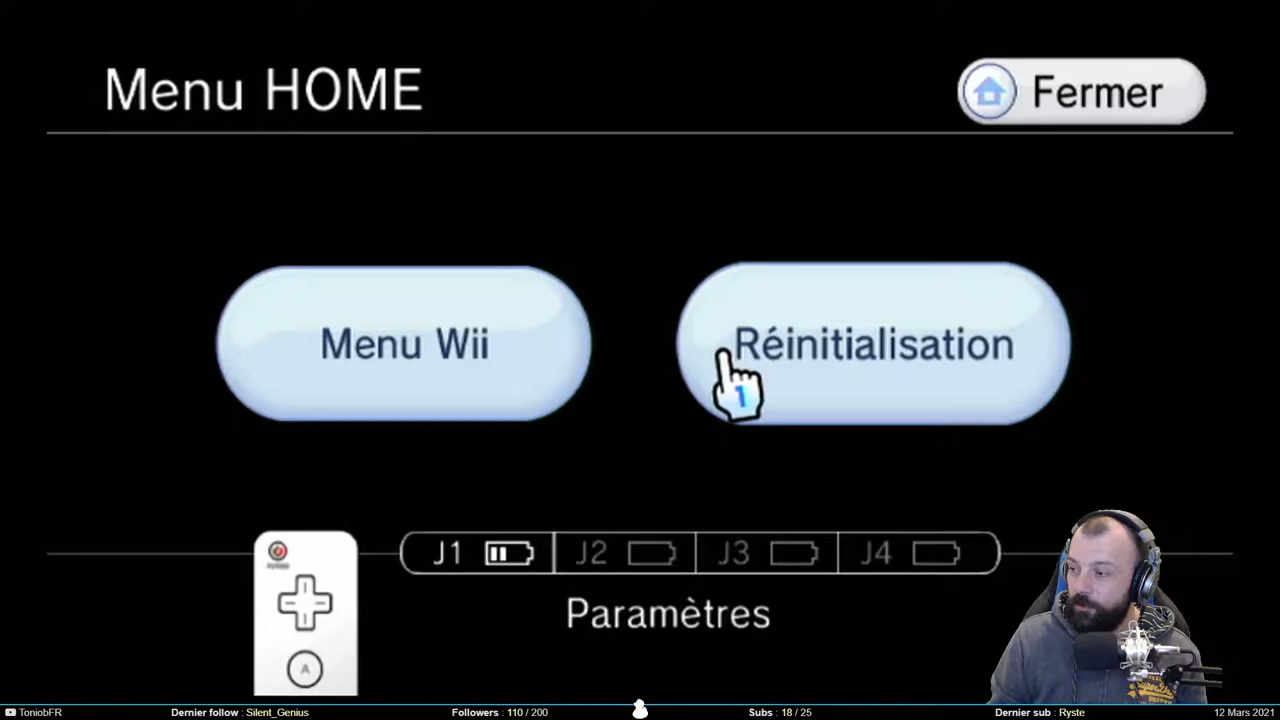 Menu HOME
Fermer
Menu Wii
Réinitialisation
1
J1 J2 J3 J4
Paramètres
A
ToniobFR
Dernier follow : Silent_Genius
Followers : 110 / 200
Subs : 18 / 25
Dernier sub : Ryste
12 Mars 2021